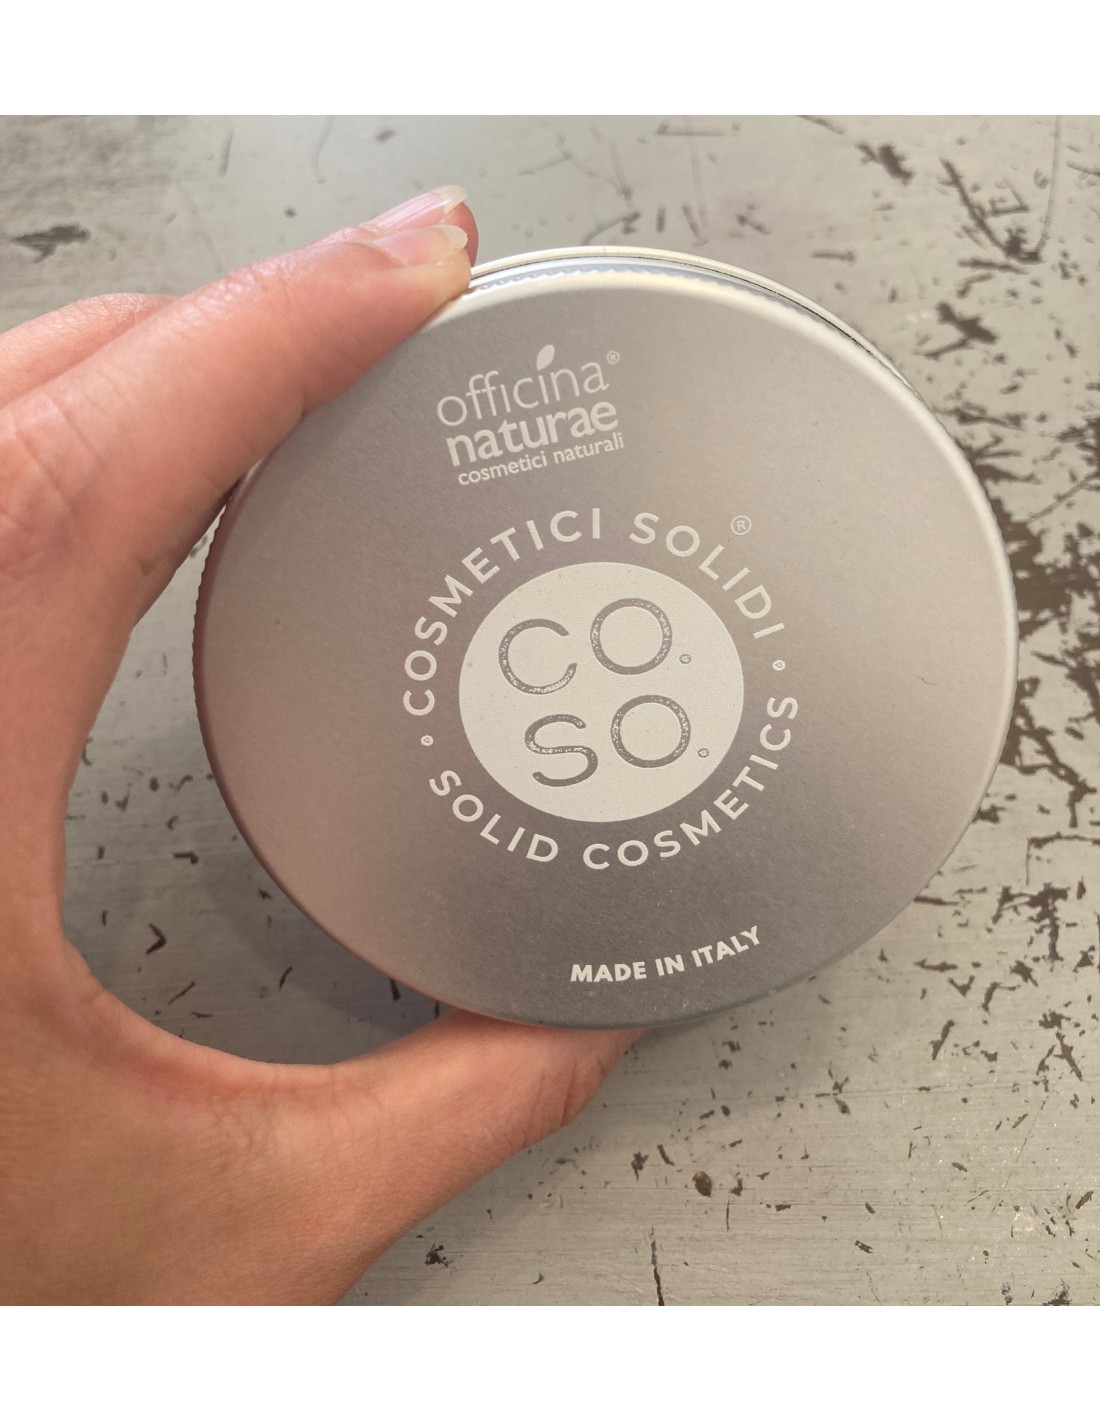 officina®
naturae
cosmetici naturali
COSMETICI SOLIDI®
CO.
SO.
SOLID COSMETICS
MADE IN ITALY